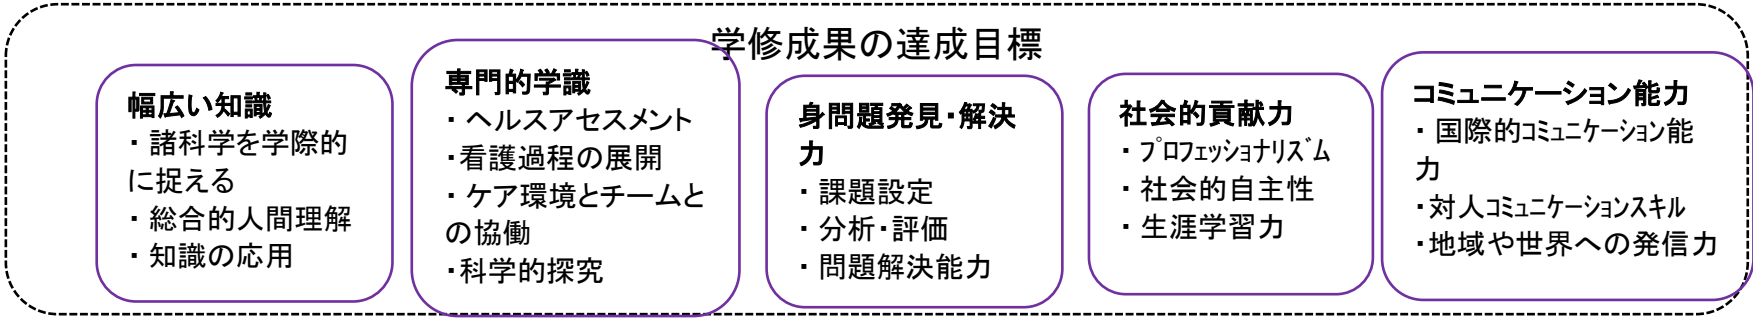 学修成果の達成目標
幅広い知識
・諸科学を学際的
に捉える
・総合的人間理解
・知識の応用
専門的学識
・ヘルスアセスメント
・看護過程の展開
・ケア環境とチームと
の協働
・科学的探究
身問題発見・解決
力
・課題設定
・分析・評価
・問題解決能力
社会的貢献力
・プロフェッショナリズム
・社会的自主性
・生涯学習力
コミュニケーション能力
・国際的コミュニケーション能
力
・対人コミュニケーションスキル
・地域や世界への発信力